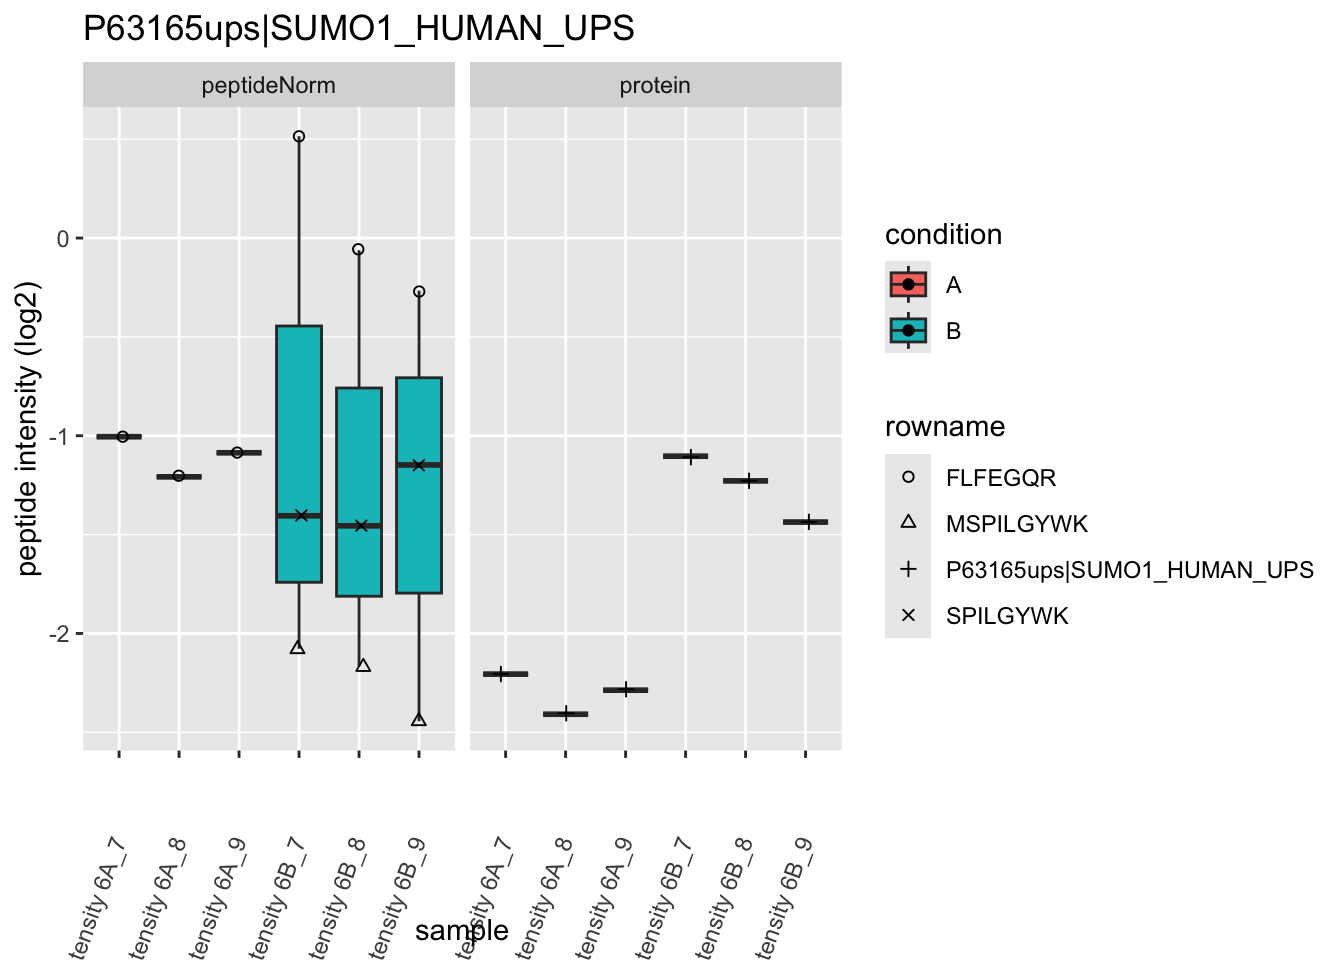 P63165ups|SUMO1_HUMAN_UPS
peptideNorm
protein
peptide intensity (log2)
0
-1
-2
tensity 6A_7
tensity 6A_8
tensity 6A_9
tensity 6B_7
tensity 6B_8
tensity 6B_9
tensity 6A_7
tensity 6A_8
tensity 6A_9
tensity 6B_7
tensity 6B_8
tensity 6B_9
sample
condition
A
B
rowname
FLFEGQR
MSPILGYWK
P63165ups|SUMO1_HUMAN_UPS
SPILGYWK